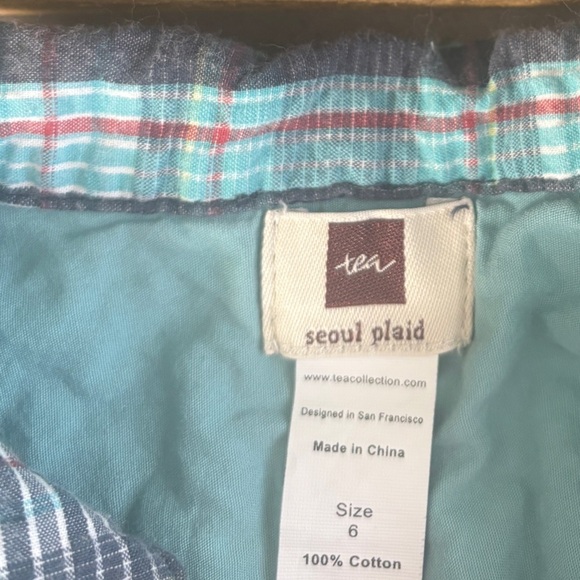 tea
seoul plaid
www.teacollection.com
Designed in San Francisco
Made in China
Size
6
100% Cotton